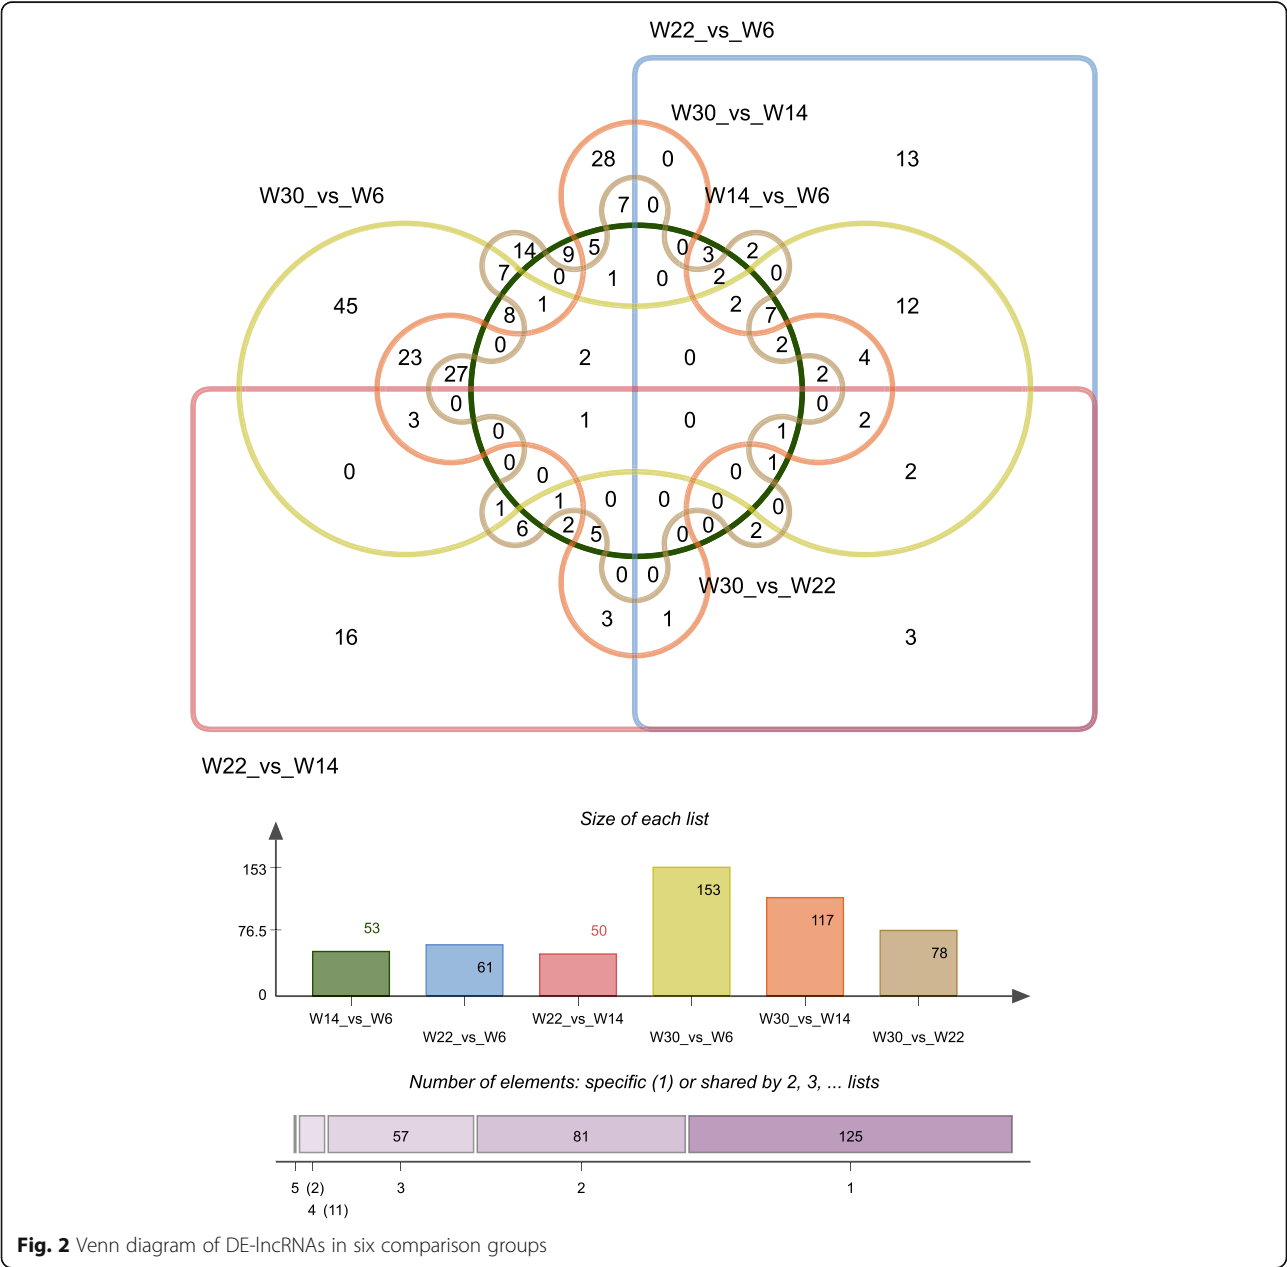 W22_vs_W6
W30_vs_W14
28 0 13
W30_vs_W6 W14_vs_W6
7 0
14 9 5 0 3 2
7 0 1 0 2 0
45 1 2 12
8 7
0 2
23 2 0 4
27 2
0 0
3 1 0 2
0 1
0 0 0 1
0 2
1 1 0 0 0 0
6 2 5 0 0 2
0 0
W30_vs_W22
3 1
16 3
W22_vs_W14
Size of each list
153
76.5
0
53
61
50
153
117
78
W14_vs_W6
W22_vs_W6
W22_vs_W14
W30_vs_W6
W30_vs_W14
W30_vs_W22
Number of elements: specific (1) or shared by 2, 3, ... lists
57 81 125
5 (2) 3 2 1
4 (11)
Fig. 2 Venn diagram of DE-lncRNAs in six comparison groups